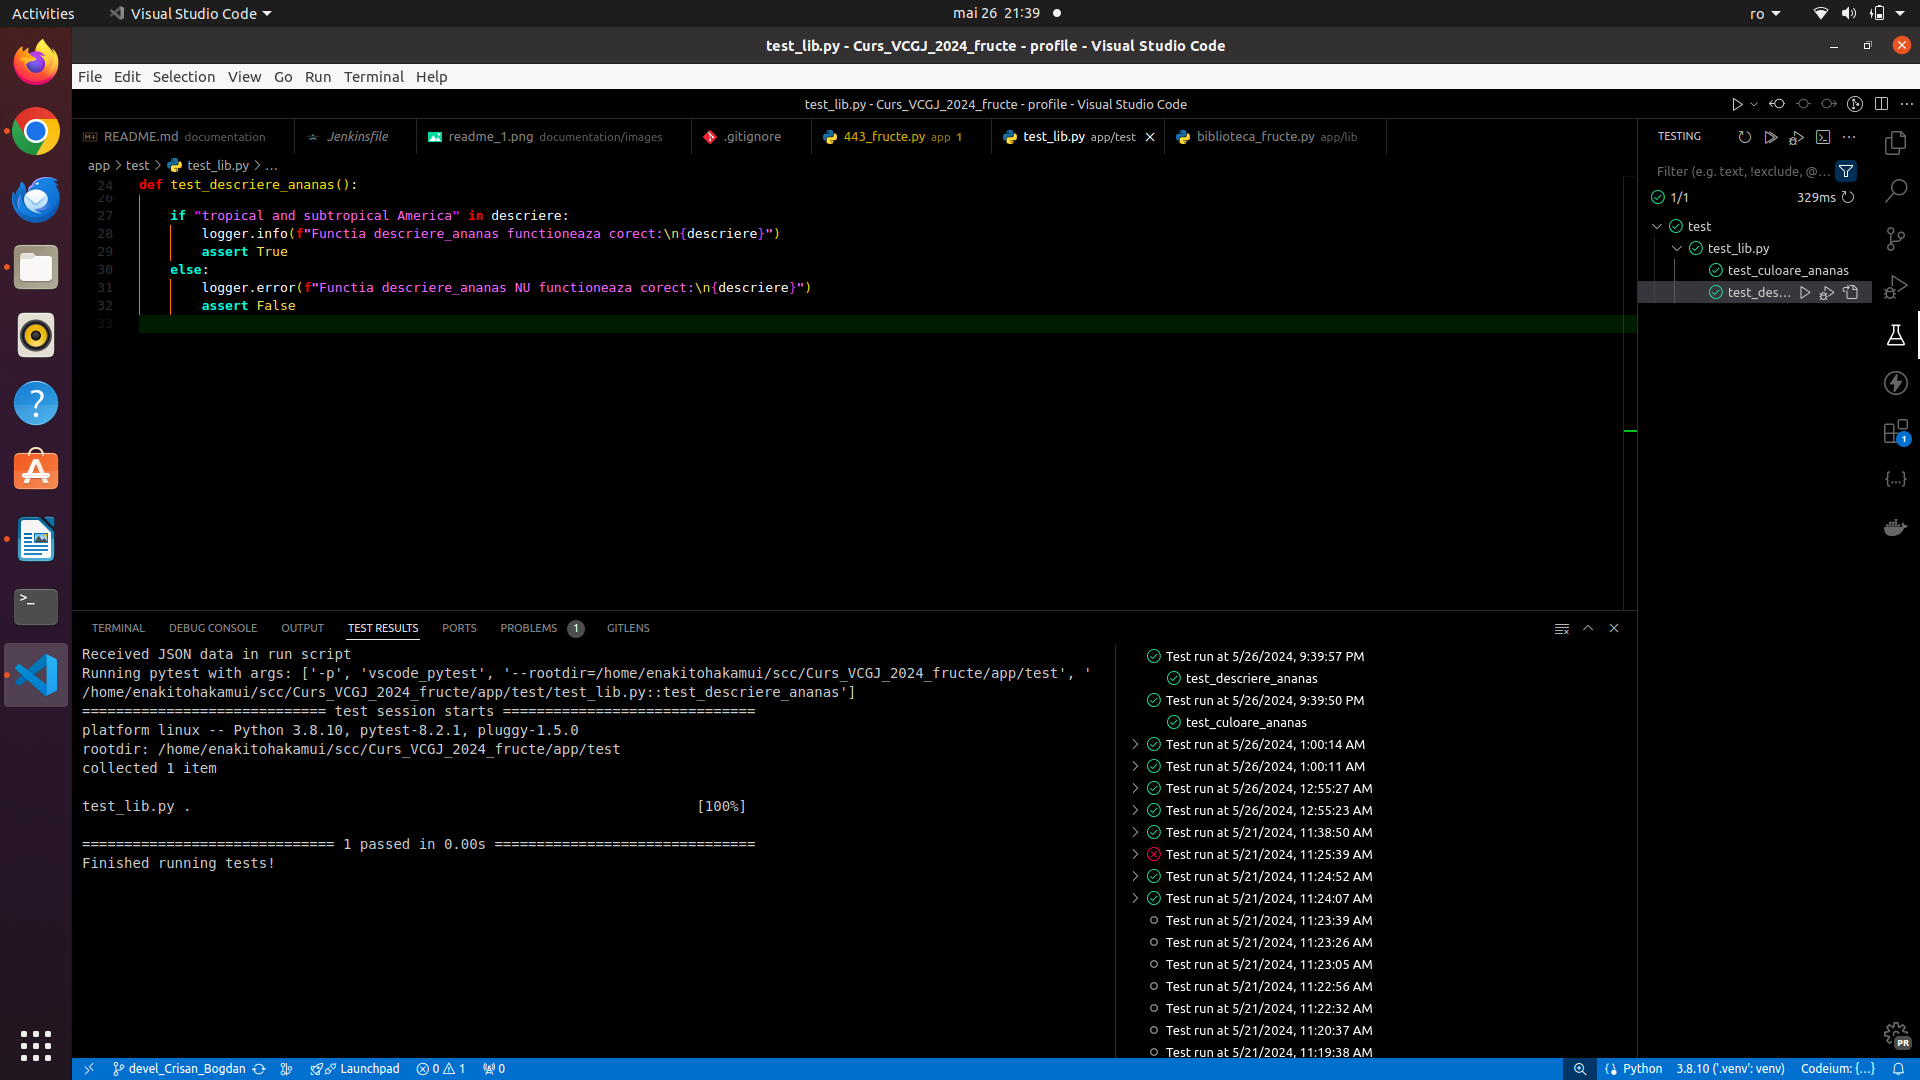 Activities
Visual Studio Code
mai 26 21:39
ro
test_lib.py - Curs_VCGJ_2024_fructe - profile - Visual Studio Code
File Edit Selection View Go Run Terminal Help
test_lib.py - Curs_VCGJ_2024_fructe - profile - Visual Studio Code
README.md documentation
Jenkinsfile
readme_1.png documentation/images
.gitignore
443_fructe.py app 1
test_lib.py app/test
biblioteca_fructe.py app/lib
app > test > test_lib.py > ...
24 def test_descriere_ananas():
26
27 if "tropical and subtropical America" in descriere:
28 logger.info(f"Functia descriere_ananas functioneaza corect:\n{descriere}")
29 assert True
30 else:
31 logger.error(f"Functia descriere_ananas NU functioneaza corect:\n{descriere}")
32 assert False
33
TESTING
Filter (e.g. text, !exclude, @...
1/1
329ms
test
test_lib.py
test_culoare_ananas
test_des...
1
TERMINAL DEBUG CONSOLE OUTPUT TEST RESULTS PORTS PROBLEMS 1 GITLENS
Received JSON data in run script
Running pytest with args: ['-p', 'vscode_pytest', '--rootdir=/home/enakitohakamui/scc/Curs_VCGJ_2024_fructe/app/test', '
/home/enakitohakamui/scc/Curs_VCGJ_2024_fructe/app/test/test_lib.py::test_descriere_ananas']
============================= test session starts ==============================
platform linux -- Python 3.8.10, pytest-8.2.1, pluggy-1.5.0
rootdir: /home/enakitohakamui/scc/Curs_VCGJ_2024_fructe/app/test
collected 1 item
test_lib.py . [100%]
============================== 1 passed in 0.00s ===============================
Finished running tests!
Test run at 5/26/2024, 9:39:57 PM
test_descriere_ananas
Test run at 5/26/2024, 9:39:50 PM
test_culoare_ananas
Test run at 5/26/2024, 1:00:14 AM
Test run at 5/26/2024, 1:00:11 AM
Test run at 5/26/2024, 12:55:27 AM
Test run at 5/26/2024, 12:55:23 AM
Test run at 5/21/2024, 11:38:50 AM
Test run at 5/21/2024, 11:25:39 AM
Test run at 5/21/2024, 11:24:52 AM
Test run at 5/21/2024, 11:24:07 AM
Test run at 5/21/2024, 11:23:39 AM
Test run at 5/21/2024, 11:23:26 AM
Test run at 5/21/2024, 11:23:05 AM
Test run at 5/21/2024, 11:22:56 AM
Test run at 5/21/2024, 11:22:32 AM
Test run at 5/21/2024, 11:20:37 AM
Test run at 5/21/2024, 11:19:38 AM
PR
devel_Crisan_Bogdan
Launchpad
0 1
0
Python
3.8.10 ('.venv': venv)
Codeium: {...}